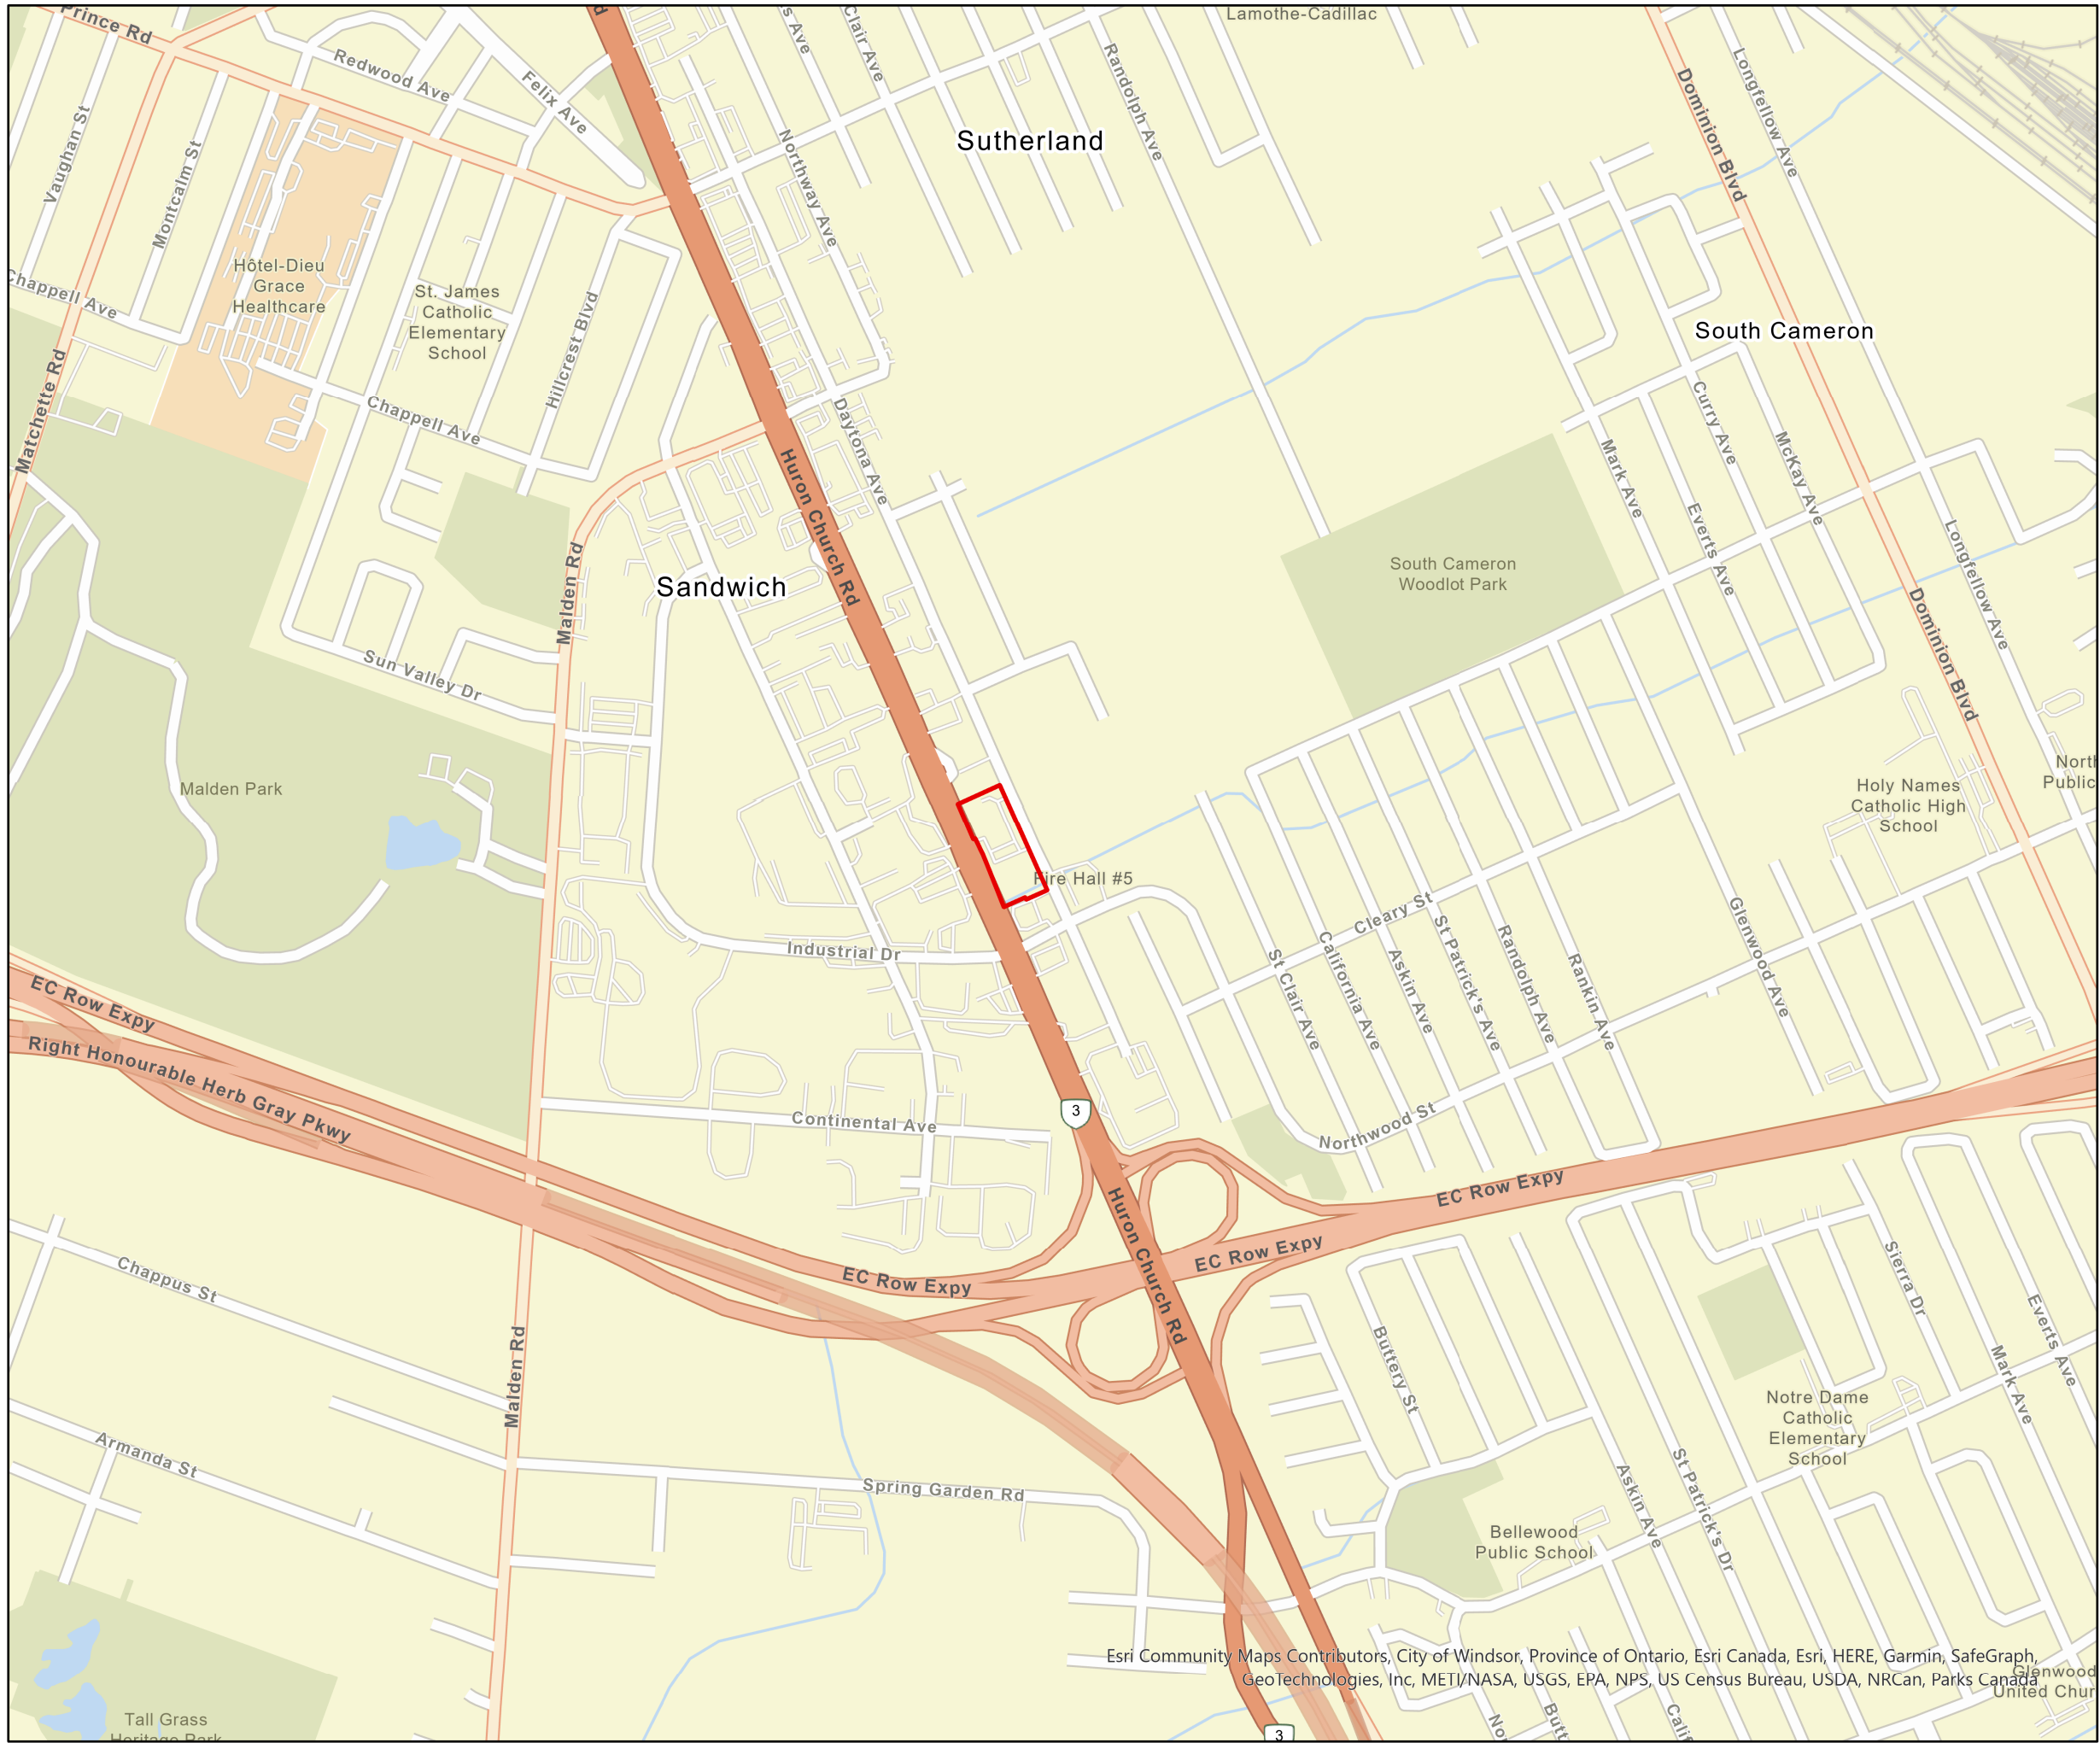 Prince Rd
Redwood Ave
Felix Ave
Clair Ave
Lamothe-Cadillac
Randolph Ave
Longfellow Ave
Dominion Blvd
Vaughan St
Montcalm St
Northway Ave
Sutherland
Hôtel-Dieu
Grace
Healthcare
St. James
Catholic
Elementary
School
Chappell Ave
Hillcrest Blvd
South Cameron
Matchette Rd
Chappell Ave
Daytona Ave
Huron Church Rd
Mark Ave
Curry Ave
McKay Ave
Everts Ave
Longfellow Ave
South Cameron
Woodlot Park
Malden Rd
Sandwich
Dominion Blvd
Sun Valley Dr
Malden Park
Holy Names
Catholic High
School
North
Public
Fire Hall #5
Cleary St
Industrial Dr
St Clair Ave
California Ave
Askin Ave
St Patrick's Ave
Randolph Ave
Rankin Ave
Glenwood Ave
EC Row Expy
Right Honourable Herb Gray Pkwy
Continental Ave
3
Northwood St
Huron Church Rd
EC Row Expy
EC Row Expy
EC Row Expy
Chappus St
Malden Rd
Buttery St
Sierra Dr
Everts Ave
Mark Ave
Notre Dame
Catholic
Elementary
School
Armanda St
Spring Garden Rd
Askin Ave
St Patrick's Dr
Bellewood
Public School
Tall Grass
Heritage Park
3
Glenwood
United Chur
Esri Community Maps Contributors, City of Windsor, Province of Ontario, Esri Canada, Esri, HERE, Garmin, SafeGraph,
GeoTechnologies, Inc, METI/NASA, USGS, EPA, NPS, US Census Bureau, USDA, NRCan, Parks Canada